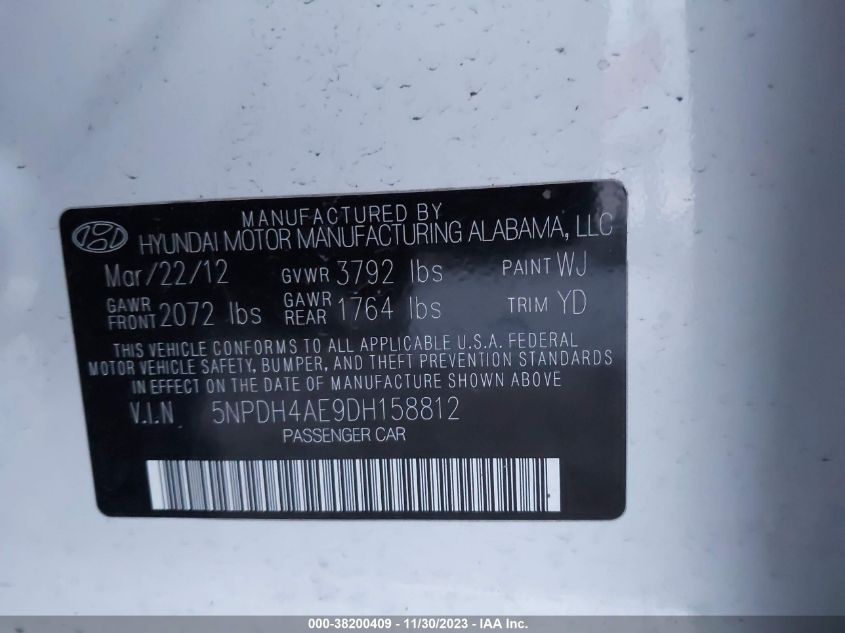 MANUFACTURED BY
HYUNDAI MOTOR MANUFACTURING ALABAMA, LLC
Mar/22/12 GVWR 3792 lbs PAINT WJ
GAWR FRONT 2072 lbs GAWR REAR 1764 lbs TRIM YD
THIS VEHICLE CONFORMS TO ALL APPLICABLE U.S.A. FEDERAL
MOTOR VEHICLE SAFETY, BUMPER, AND THEFT PREVENTION STANDARDS
IN EFFECT ON THE DATE OF MANUFACTURE SHOWN ABOVE
V.I.N 5NPDH4AE9DH158812
PASSENGER CAR
000-38200409 - 11/30/2023 - IAA Inc.